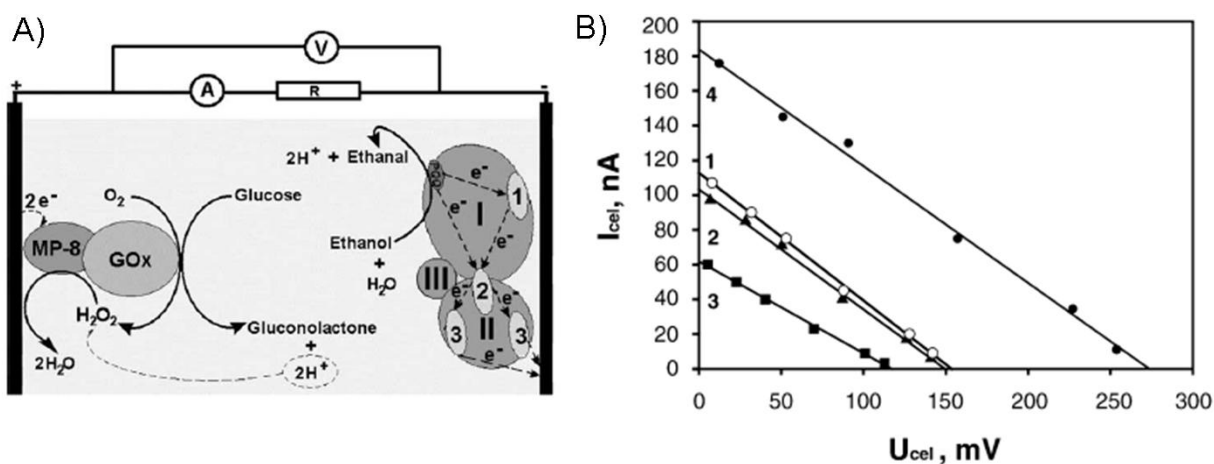 A)
V
A
R
+
-
2H⁺ + Ethanal
PQQ
e⁻
1
2 e⁻
O₂
Glucose
e⁻
I
MP-8
GOx
Ethanol
+
H₂O
e⁻
III
e⁻
2
e⁻
H₂O₂
Gluconolactone
+
2H⁺
2H₂O
3
II
3
e⁻
B)
Icel, nA
200
180
160
140
120
100
80
60
40
20
0
4
1
2
3
0 50 100 150 200 250 300
Ucel, mV